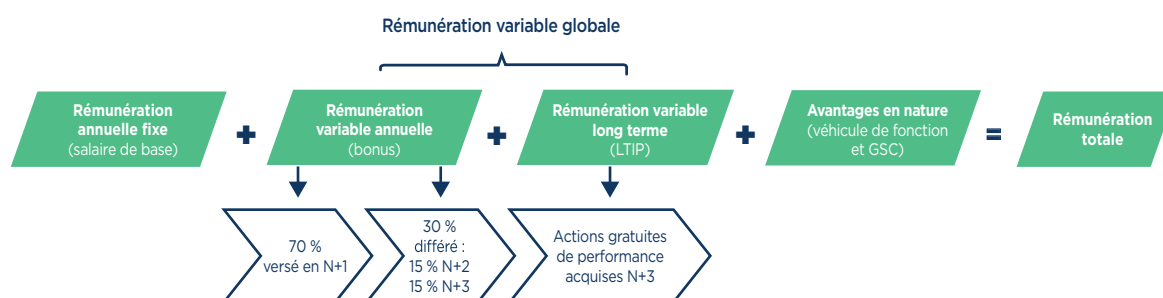 Rémunération variable globale
Rémunération
annuelle fixe
(salaire de base)
+
Rémunération
variable annuelle
(bonus)
+
Rémunération variable
long terme
(LTIP)
+
Avantages en nature
(véhicule de fonction
et GSC)
=
Rémunération
totale
70 %
versé en N+1
30 %
différé :
15 % N+2
15 % N+3
Actions gratuites
de performance
acquises N+3